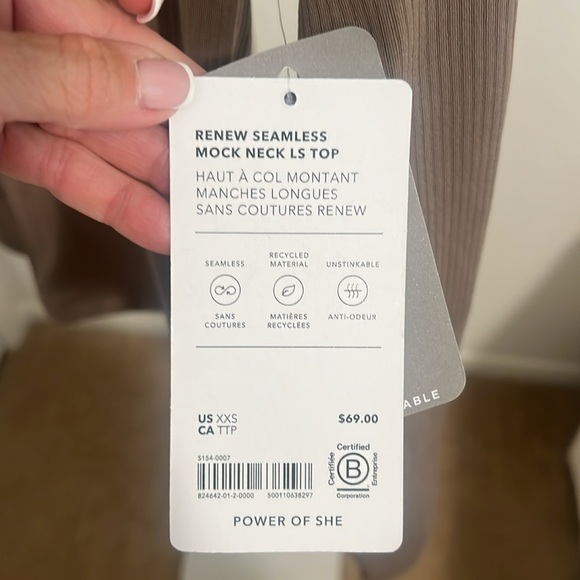 RENEW SEAMLESS
MOCK NECK LS TOP
HAUT À COL MONTANT
MANCHES LONGUES
SANS COUTURES RENEW
SEAMLESS
SANS
COUTURES
RECYCLED
MATERIAL
MATIÈRES
RECYCLÉES
UNSTINKABLE
ANTI-ODEUR
US XXS
CA TTP
$69.00
S154-0007
824642-01-2-0000 500110638297
Certified
Certifiée
B
Entreprise
Corporation
POWER OF SHE
ABLE